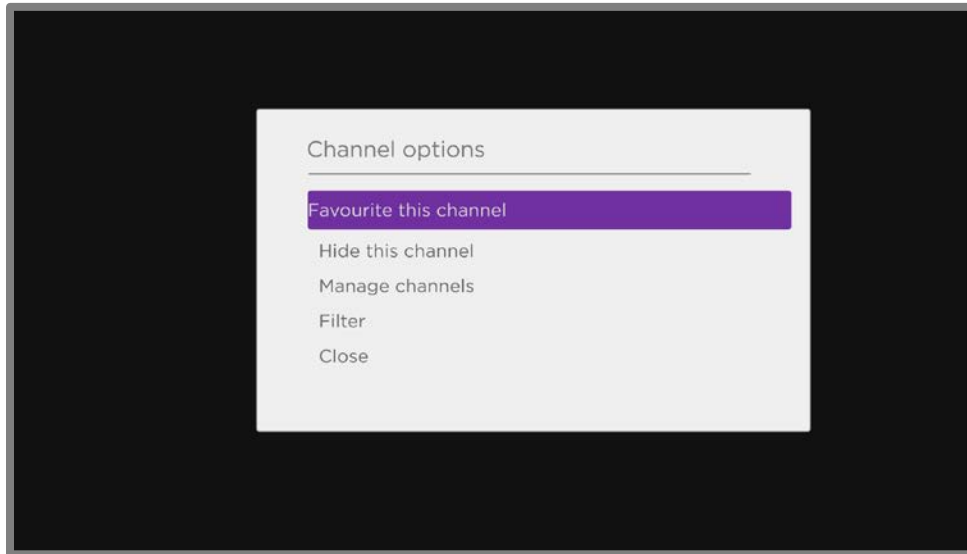 Channel options
Favourite this channel
Hide this channel
Manage channels
Filter
Close